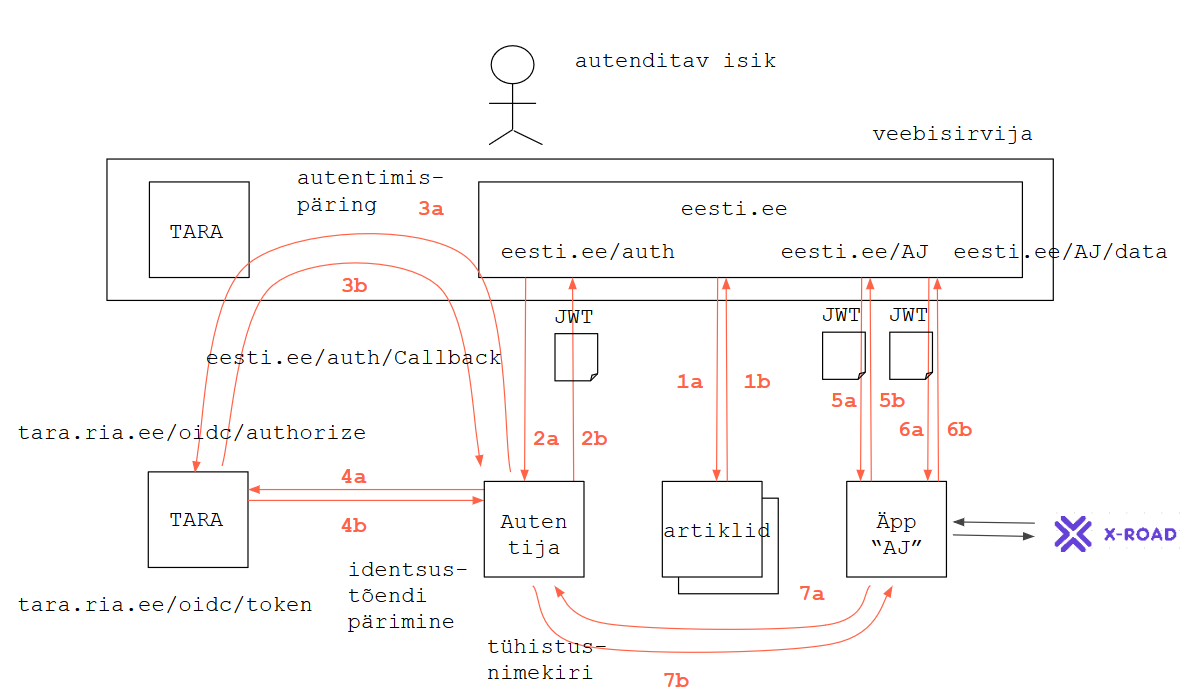 autenditav isik
veebisirvija
autentimis-
päring
3a
TARA
eesti.ee
eesti.ee/auth
eesti.ee/AJ
eesti.ee/AJ/data
3b
JWT
JWT
JWT
eesti.ee/auth/Callback
1a
1b
5a
5b
6a
6b
tara.ria.ee/oidc/authorize
2a
2b
4a
TARA
4b
Auten
tija
artiklid
Äpp
“AJ”
X-ROAD
identsus-
tõendi
pärimine
tara.ria.ee/oidc/token
7a
tühistus-
nimekiri
7b